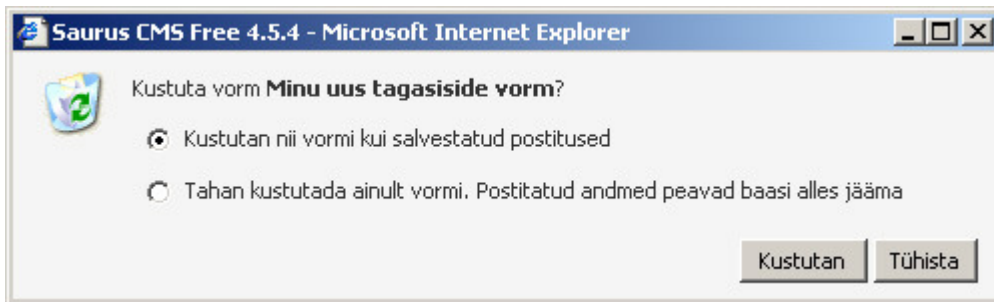 Saurus CMS Free 4.5.4 - Microsoft Internet Explorer
Kustuta vorm Minu uus tagasiside vorm?
Kustutan nii vormi kui salvestatud postitused
Tahan kustutada ainult vormi. Postitatud andmed peavad baasi alles jääma
Kustutan Tühista